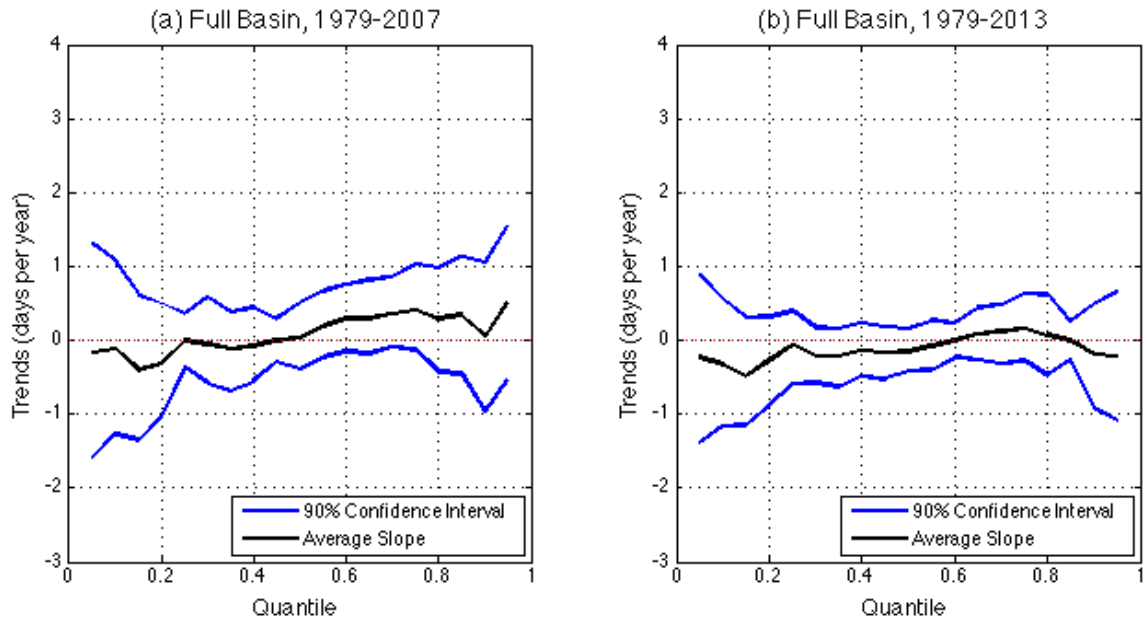 (a) Full Basin, 1979-2007
4
3
2
1
0
-1
-2
-3
Trends (days per year)
90% Confidence Interval
Average Slope
0
0.2
0.4
0.6
0.8
1
Quantile
(b) Full Basin, 1979-2013
4
3
2
1
0
-1
-2
-3
Trends (days per year)
90% Confidence Interval
Average Slope
0
0.2
0.4
0.6
0.8
1
Quantile